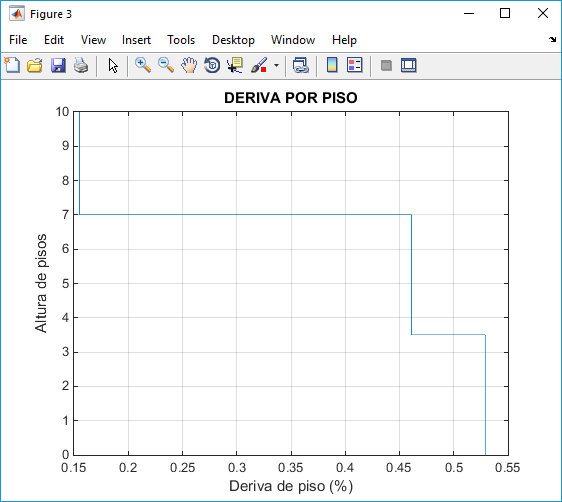 Figure 3
File Edit View Insert Tools Desktop Window Help
DERIVA POR PISO
10
9
8
7
6
5
4
3
2
1
0
Altura de pisos
0.15 0.2 0.25 0.3 0.35 0.4 0.45 0.5 0.55
Deriva de piso (%)